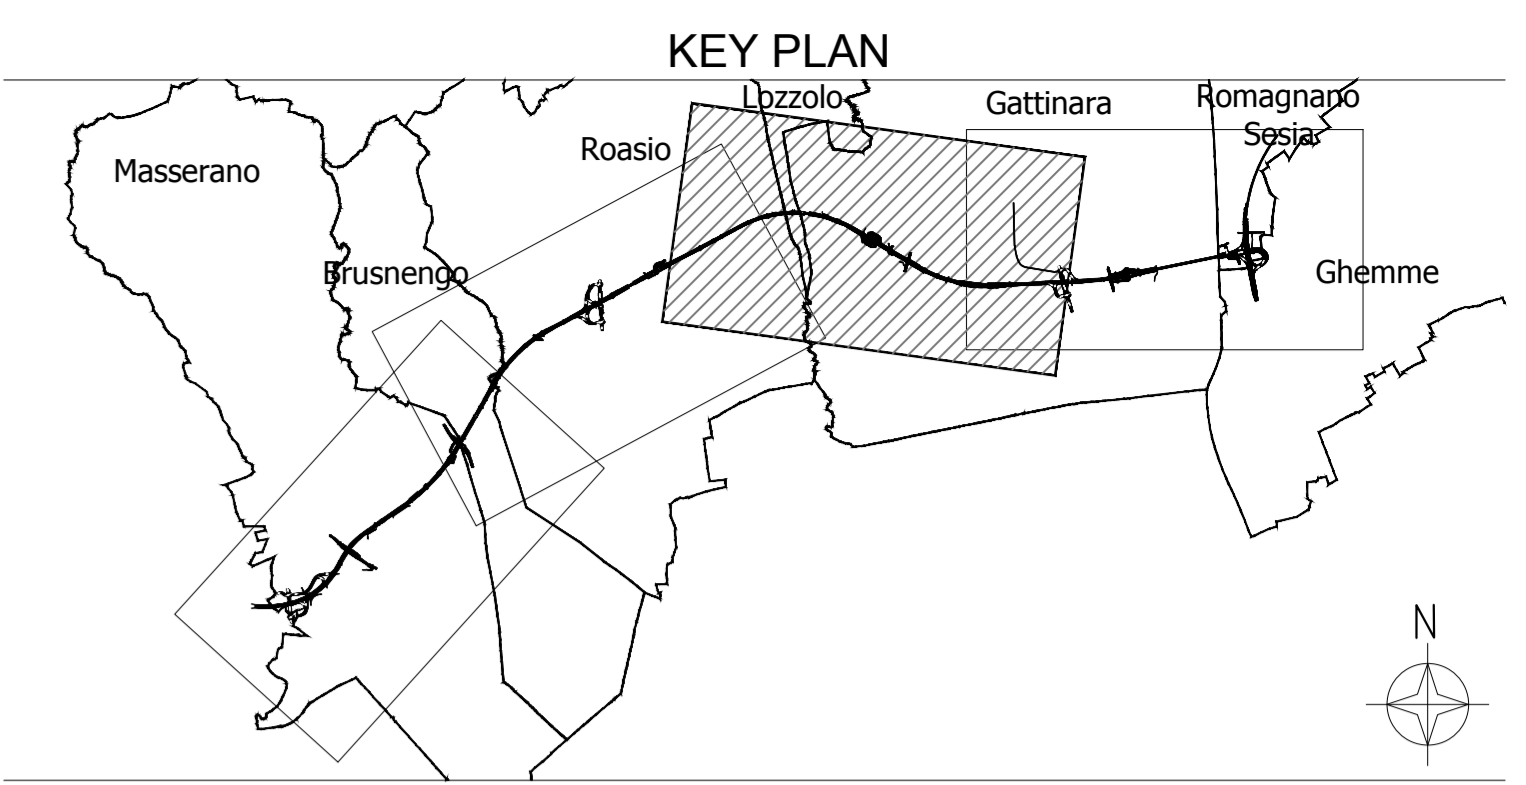 KEY PLAN
Lozzolo
Gattinara
Romagnano
Sesia
Roasio
Masserano
Brusnengo
Ghemme
N